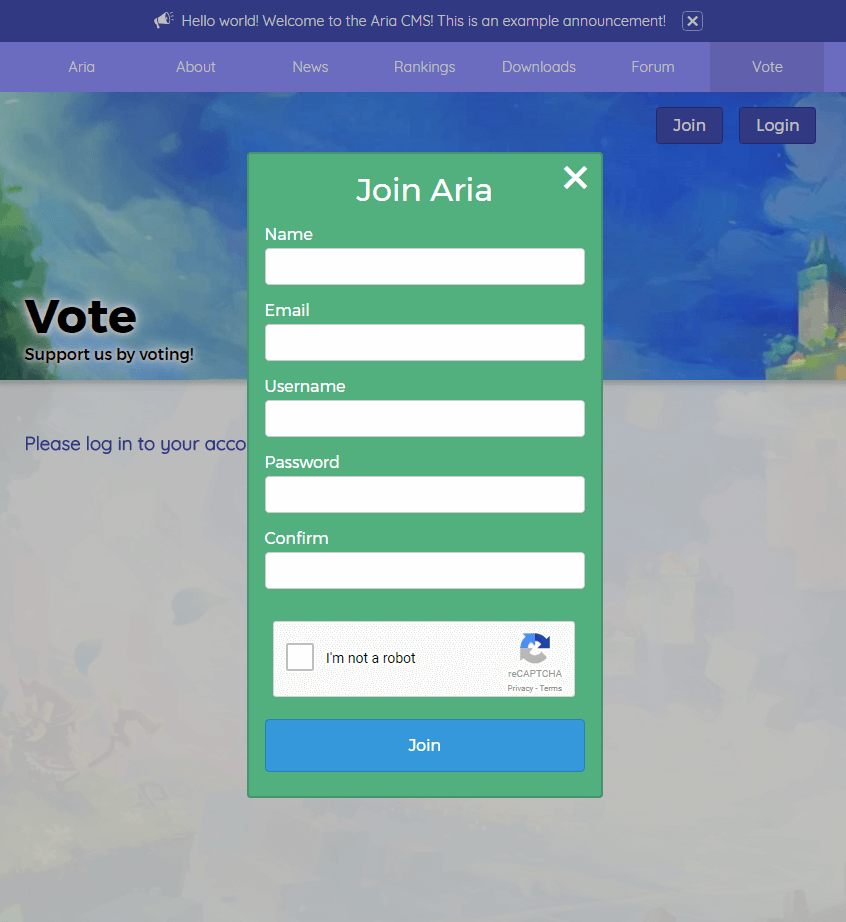 Hello world! Welcome to the Aria CMS! This is an example announcement!
Aria About News Rankings Downloads Forum Vote
Join Login
Join Aria
Name
Email
Username
Password
Confirm
I'm not a robot
reCAPTCHA
Privacy - Terms
Join
Vote
Support us by voting!
Please log in to your acco